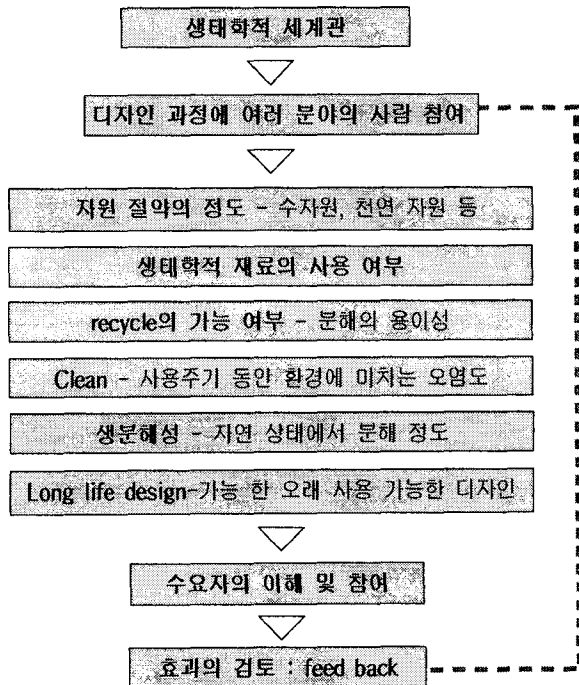 생태학적 세계관
디자인 과정에 여러 분야의 사람 참여
자원 절약의 정도 - 수자원, 천연 자원 등
생태학적 재료의 사용 여부
recycle의 가능 여부 - 분해의 용이성
Clean - 사용주기 동안 환경에 미치는 오염도
생분해성 - 자연 상태에서 분해 정도
Long life design-가능 한 오래 사용 가능한 디자인
수요자의 이해 및 참여
효과의 검토 : feed back